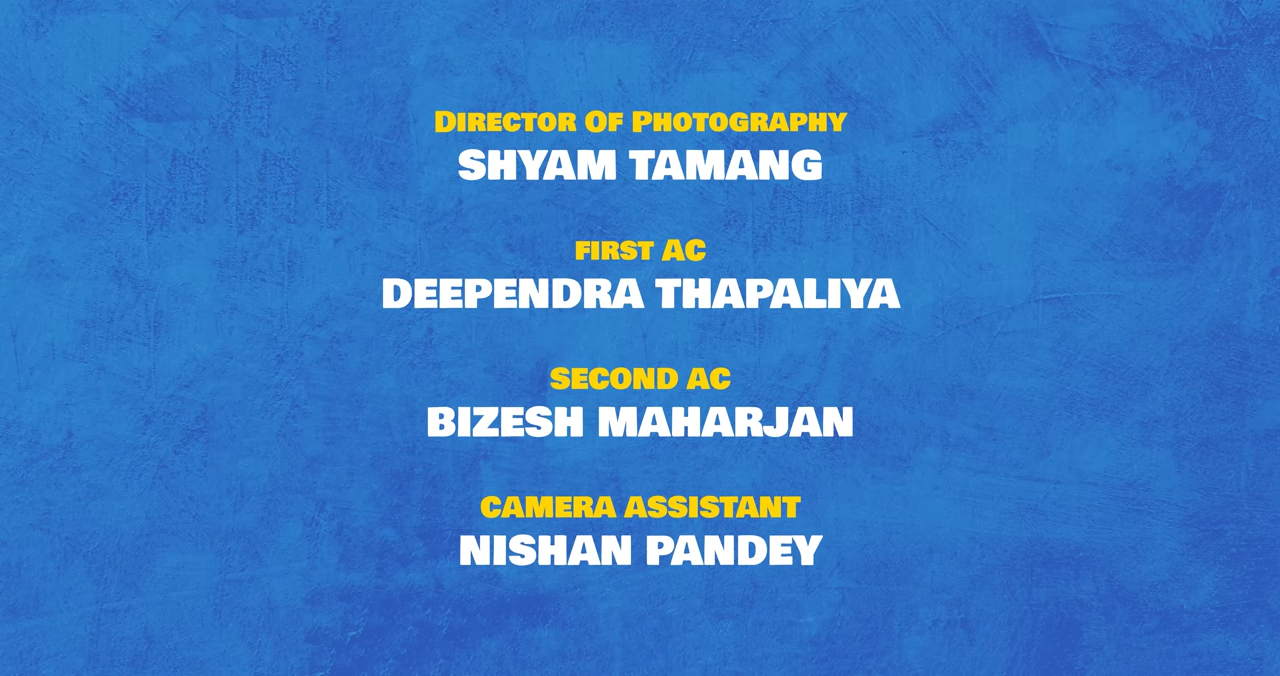 Director Of Photography
SHYAM TAMANG
FIRST AC
DEEPENDRA THAPALIYA
SECOND AC
BIZESH MAHARJAN
CAMERA ASSISTANT
NISHAN PANDEY